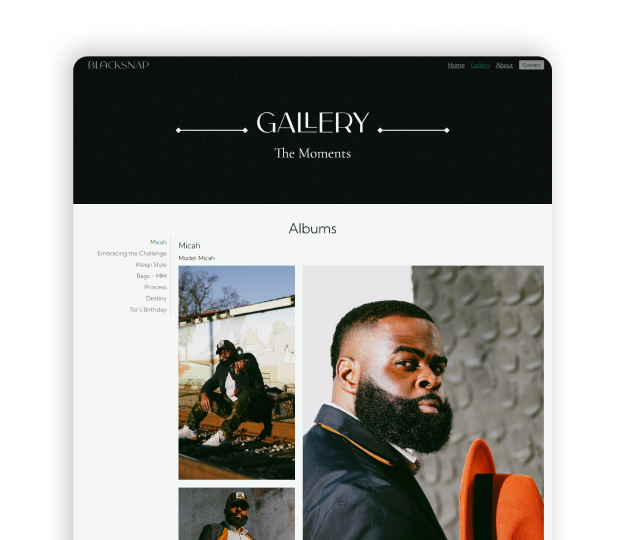 BLACKSNAP
Home Gallery About Contact
GALLERY
The Moments
Albums
Micah
Embracing the Challenge
Kleep Style
Bags - MIH
Princess
Destiny
Tor's Birthday
Micah
Model: Micah